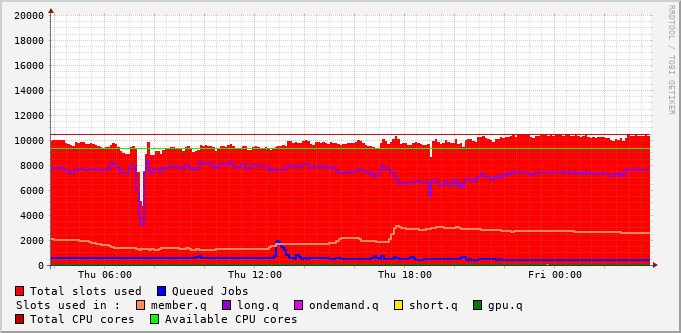 20000
18000
16000
14000
12000
10000
8000
6000
4000
2000
0
Thu 06:00 Thu 12:00 Thu 18:00 Fri 00:00
RRDTOOL / TOBI OETIKER
Total slots used Queued Jobs
Slots used in : member.q long.q ondemand.q short.q gpu.q
Total CPU cores Available CPU cores